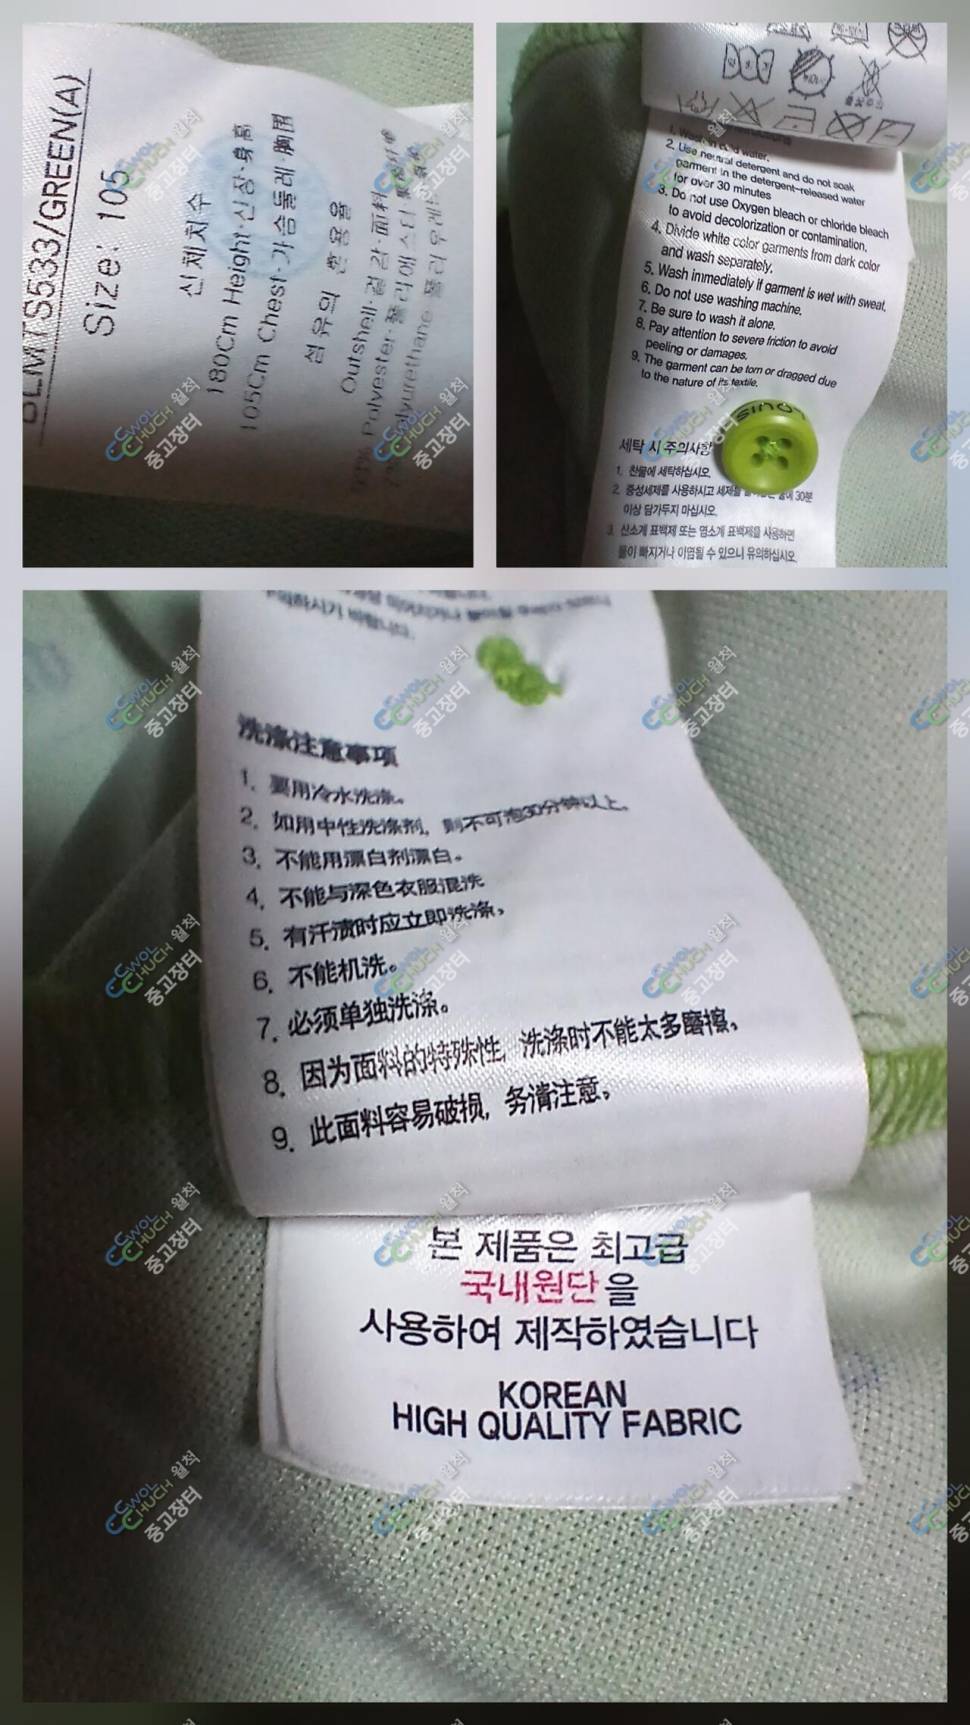 BLMTS533/GREEN(A)
Size: 105
신체치수
180Cm Height·신장·身高
105Cm Chest·가슴둘레·胸围
섬유의 혼용율
Outshell·겉감·面料
Polyester·폴리에스터
Polyurethane·폴리우레탄
1. Wash in cold water.
2. Use neutral detergent and do not soak
garment in the detergent-released water
for over 30 minutes
3. Do not use Oxygen bleach or chloride bleach
to avoid decolorization or contamination.
4. Divide white color garments from dark color
and wash separately.
5. Wash immediately if garment is wet with sweat.
6. Do not use washing machine.
7. Be sure to wash it alone.
8. Pay attention to severe friction to avoid
peeling or damages.
9. The garment can be torn or dragged due
to the nature of its textile.
세탁 시 주의사항
1. 찬물에 세탁하십시오.
2. 중성세제를 사용하시고 세제를 물에 30분
이상 담가두지 마십시오.
3. 산소계 표백제 또는 염소계 표백제를 사용하면
물이 빠지거나 이염될 수 있으니 유의하십시오
바랍니다.
洗涤注意事项
1. 要用冷水洗涤。
2. 如用中性洗涤剂, 则不可泡30分钟以上。
3. 不能用漂白剂漂白。
4. 不能与深色衣服混洗
5. 有汗渍时应立即洗涤。
6. 不能机洗。
7. 必须单独洗涤。
8. 因为面料的特殊性, 洗涤时不能太多磨擦。
9. 此面料容易破损, 务清注意。
본 제품은 최고급
국내원단을
사용하여 제작하였습니다
KOREAN
HIGH QUALITY FABRIC
CWOL
CHUCH 월척
중고장터